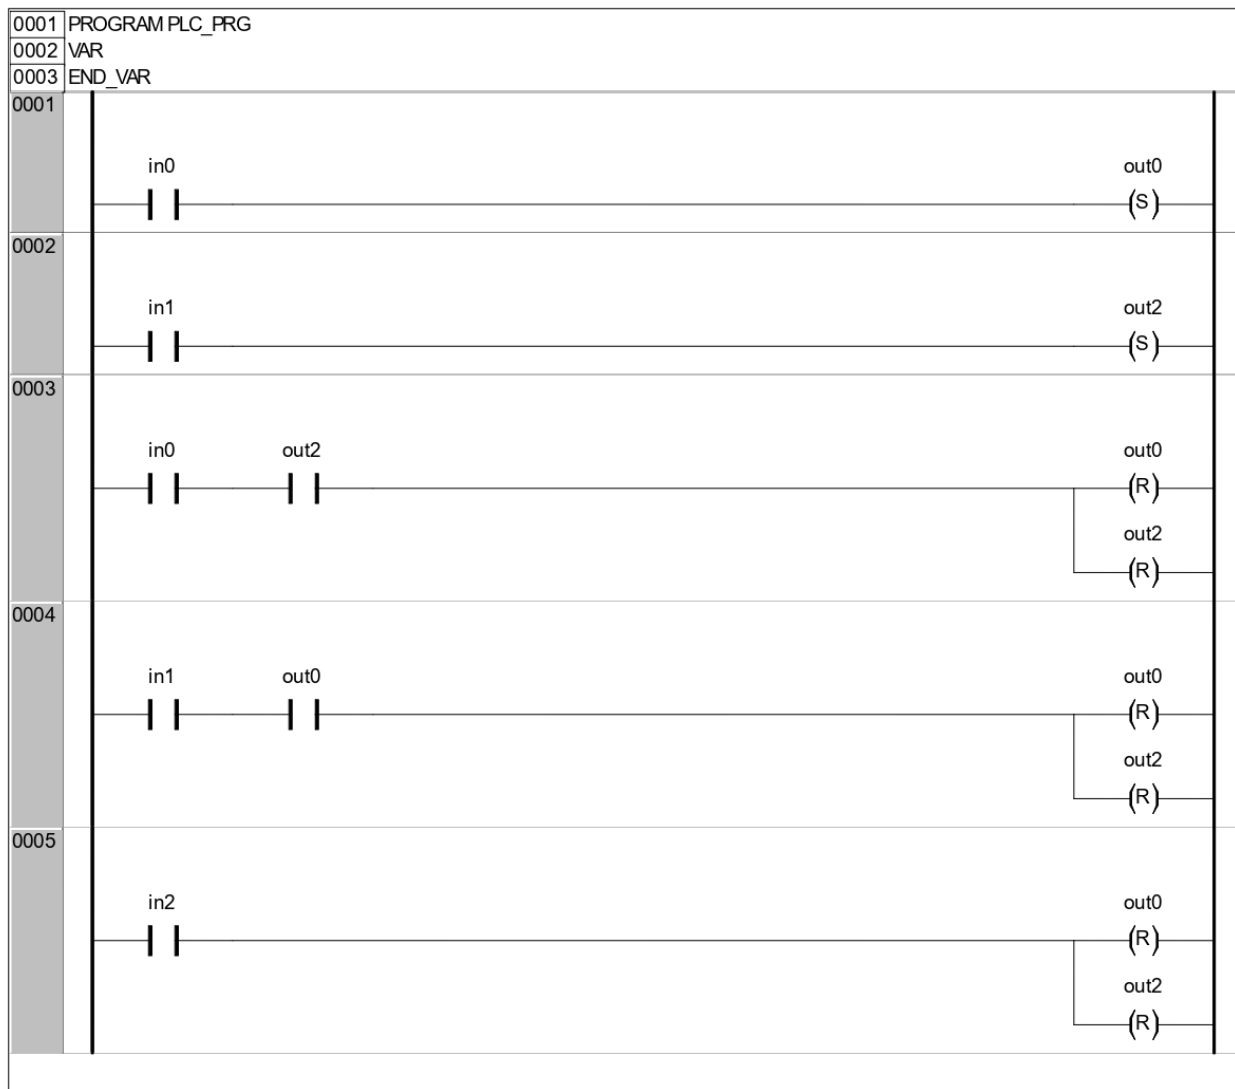 0001 PROGRAM PLC_PRG
0002 VAR
0003 END_VAR
0001
in0 out0
(S)
0002
in1 out2
(S)
0003
in0 out2 out0
(R)
out2
(R)
0004
in1 out0 out0
(R)
out2
(R)
0005
in2 out0
(R)
out2
(R)